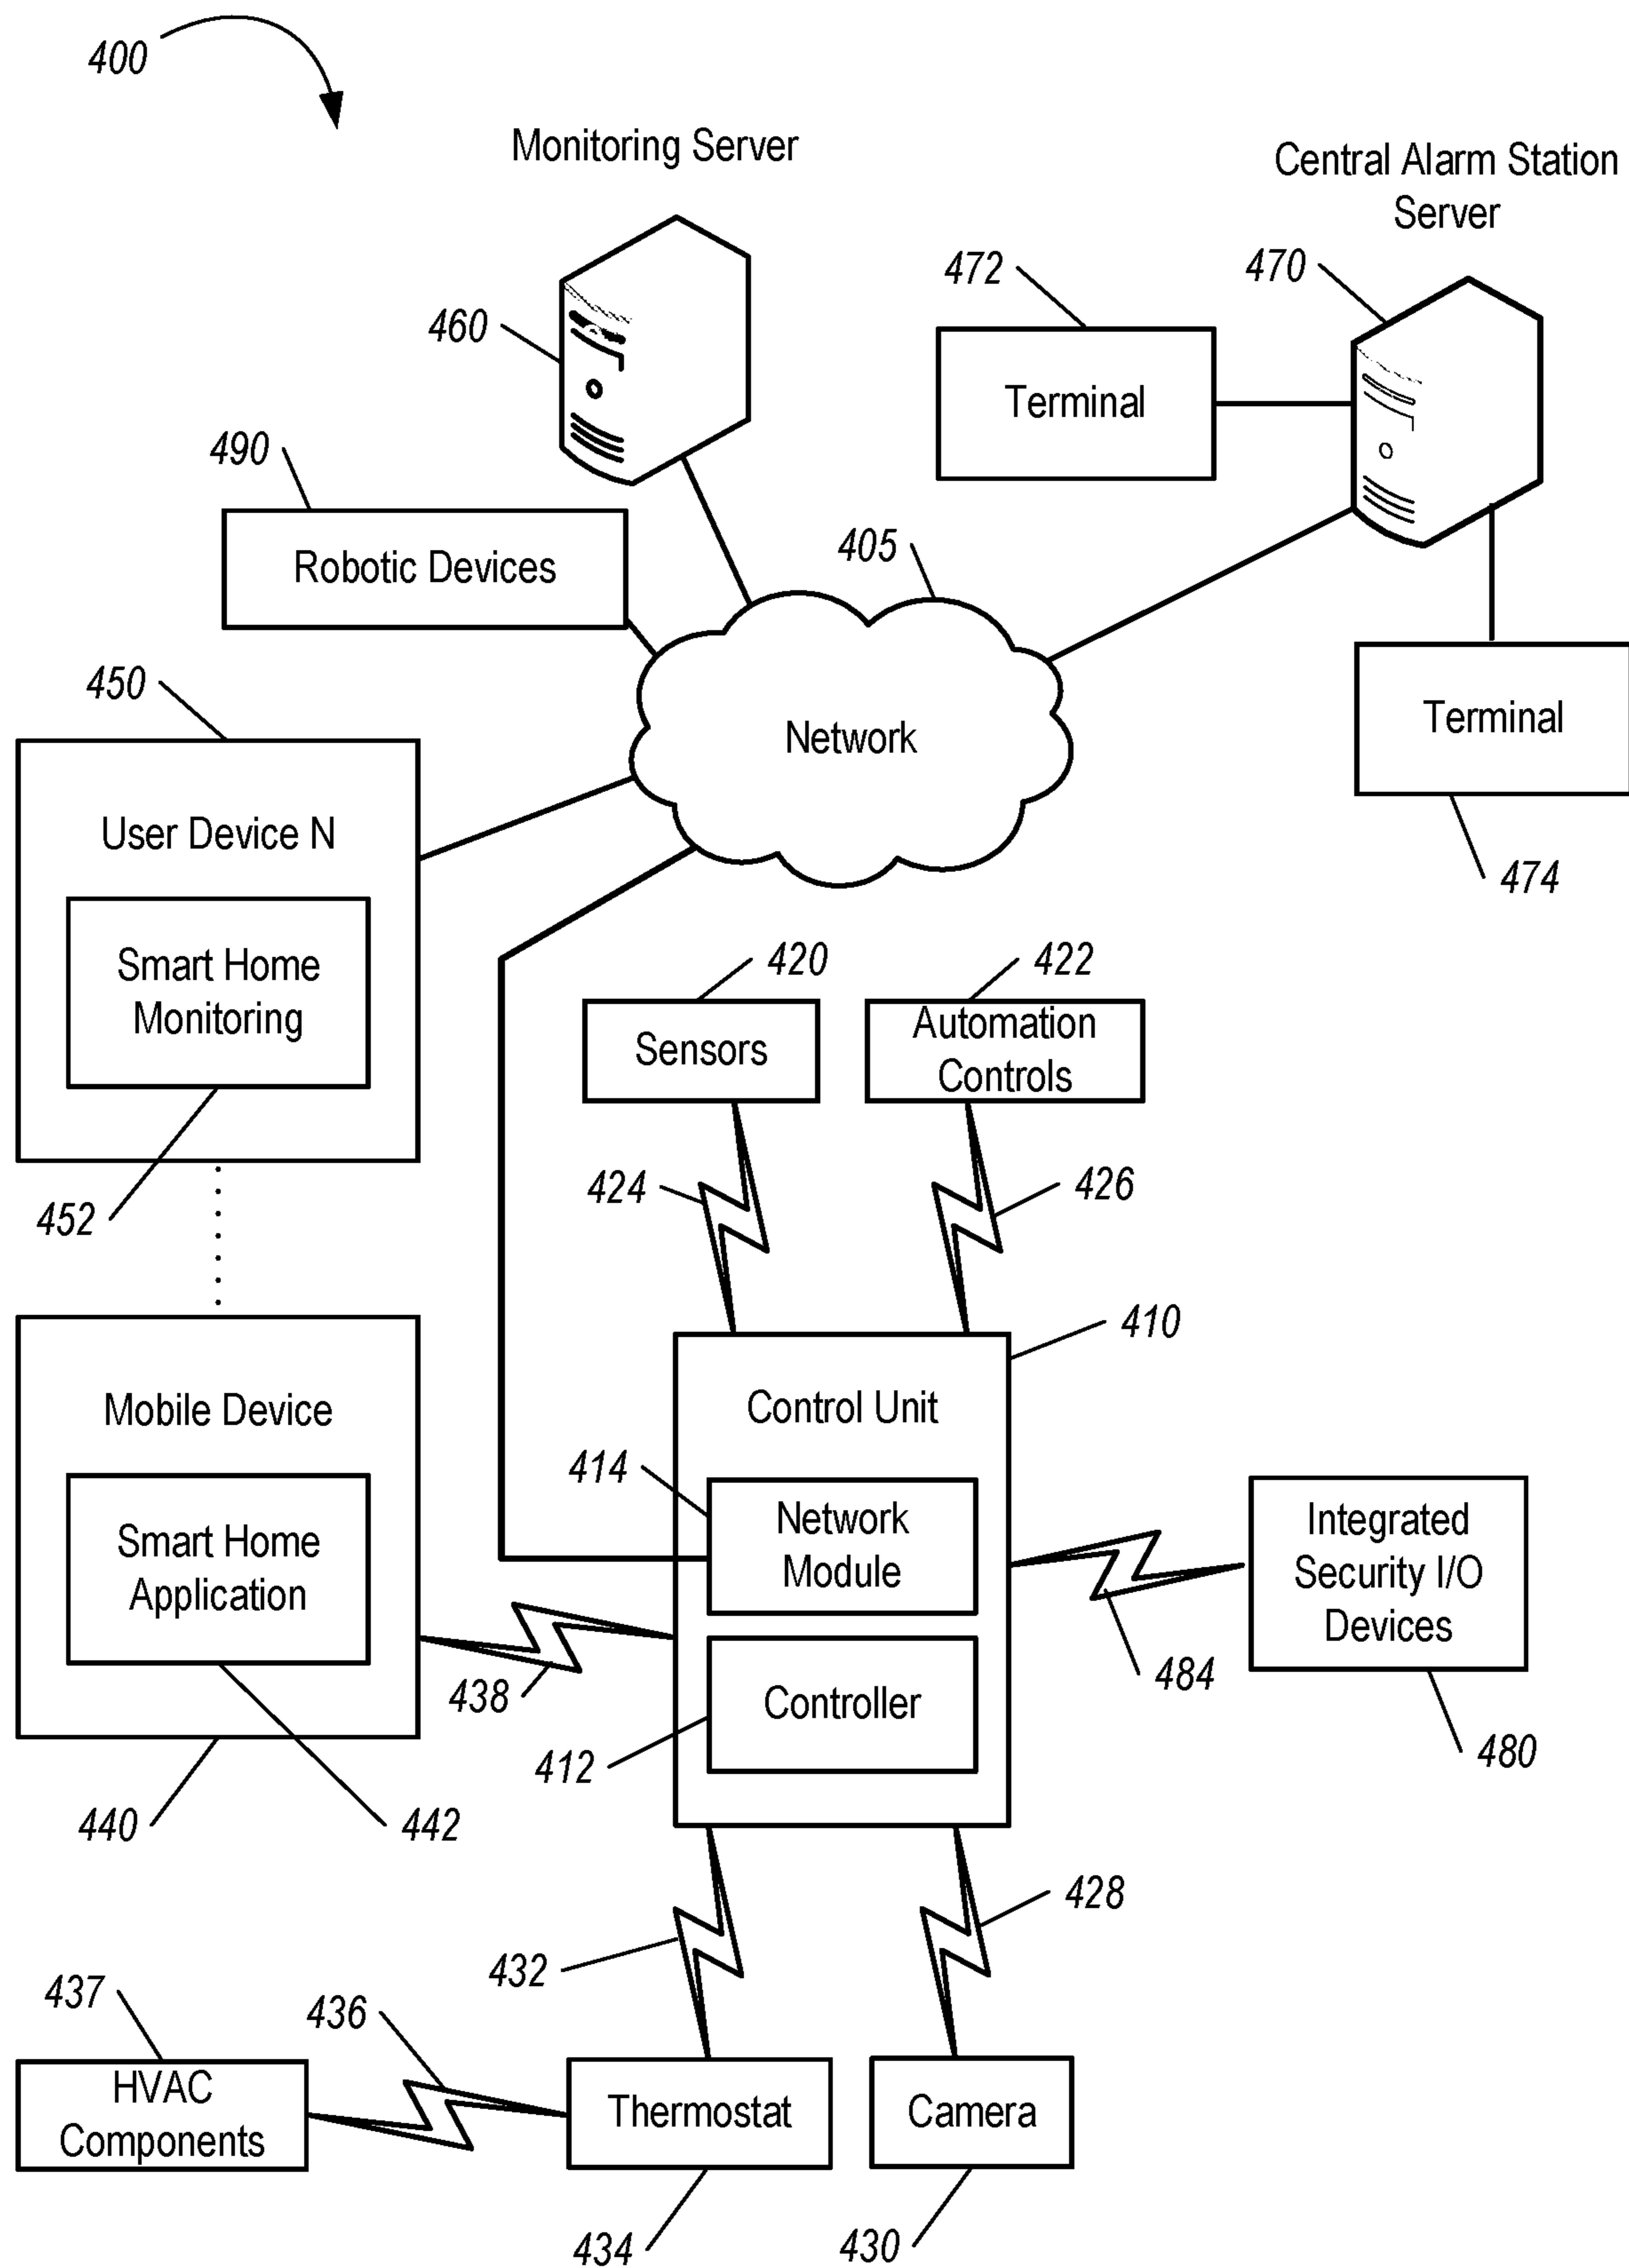 400
Monitoring Server
Central Alarm Station
Server
472
470
460
Terminal
490
405
Robotic Devices
450
Network
Terminal
User Device N
474
Smart Home
Monitoring
420
422
Sensors
Automation
Controls
424
426
452
410
Mobile Device
Control Unit
414
Network
Module
Integrated
Security I/O
Devices
Smart Home
Application
438
484
Controller
412
480
440
442
428
432
437
436
HVAC
Components
Thermostat
Camera
434
430